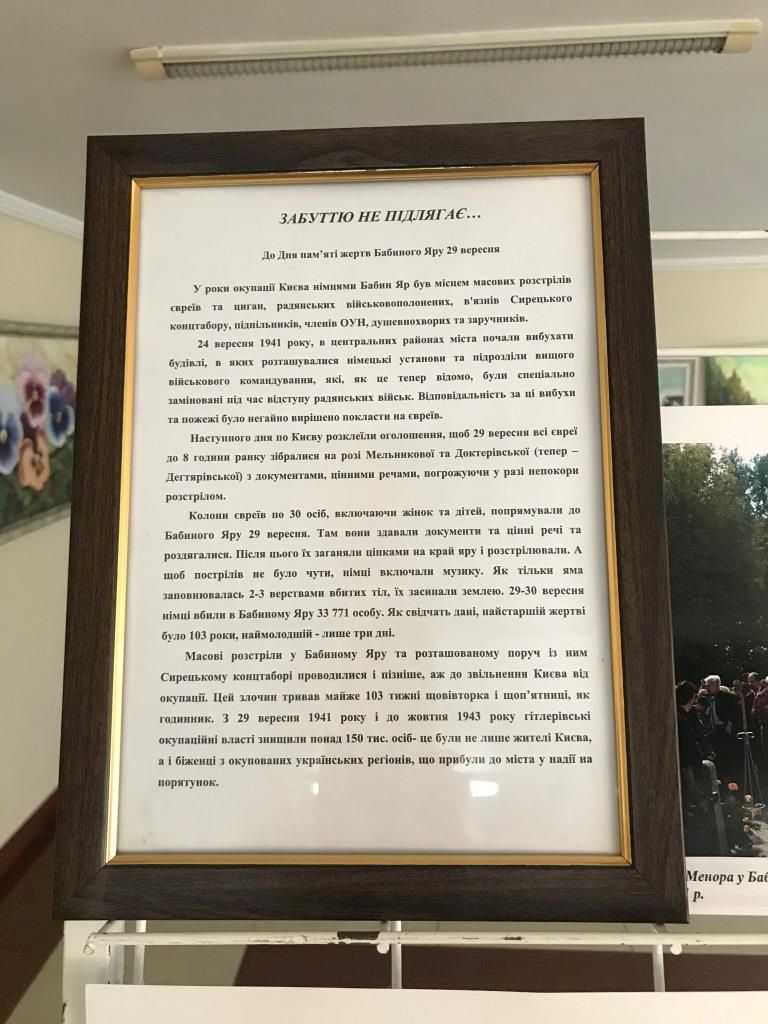 ЗАБУТТЮ НЕ ПІДЛЯГАЄ...
До Дня пам'яті жертв Бабиного Яру 29 вересня
У роки окупації Києва німцями Бабин Яр був місцем масових розстрілів
євреїв та циган, радянських військовополонених, в'язнів Сирецького
концтабору, підпільників, членів ОУН, душевнохворих та заручників.
24 вересня 1941 року, в центральних районах міста почали вибухати
будівлі, в яких розташувалися німецькі установи та підрозділи вищого
військового командування, які, як це тепер відомо, були спеціально
заміновані під час відступу радянських військ. Відповідальність за ці вибухи
та пожежі було негайно вирішено покласти на євреїв.
Наступного дня по Києву розклеїли оголошення, щоб 29 вересня всі євреї
до 8 години ранку зібралися на розі Мельникової та Доктерівської (тепер –
Дегтярівської) з документами, цінними речами, погрожуючи у разі непокори
розстрілом.
Колони євреїв по 30 осіб, включаючи жінок та дітей, попрямували до
Бабиного Яру 29 вересня. Там вони здавали документи та цінні речі та
роздягалися. Після цього їх заганяли ціпками на край яру і розстрілювали. А
щоб пострілів не було чути, німці включали музику. Як тільки яма
заповнювалась 2-3 верствами вбитих тіл, їх засипали землею. 29-30 вересня
німці вбили в Бабиному Яру 33 771 особу. Як свідчать дані, найстаршій жертві
було 103 роки, наймолодшій - лише три дні.
Масові розстріли у Бабиному Яру та розташованому поруч із ним
Сирецькому концтаборі проводилися і пізніше, аж до звільнення Києва від
окупації. Цей злочин тривав майже 103 тижні щовівторка і щоп'ятниці, як
годинник. З 29 вересня 1941 року і до жовтня 1943 року гітлерівські
окупаційні власті знищили понад 150 тис. осіб- це були не лише жителі Києва,
а і біженці з окупованих українських регіонів, що прибули до міста у надії на
порятунок.
Менора у Баб
р.